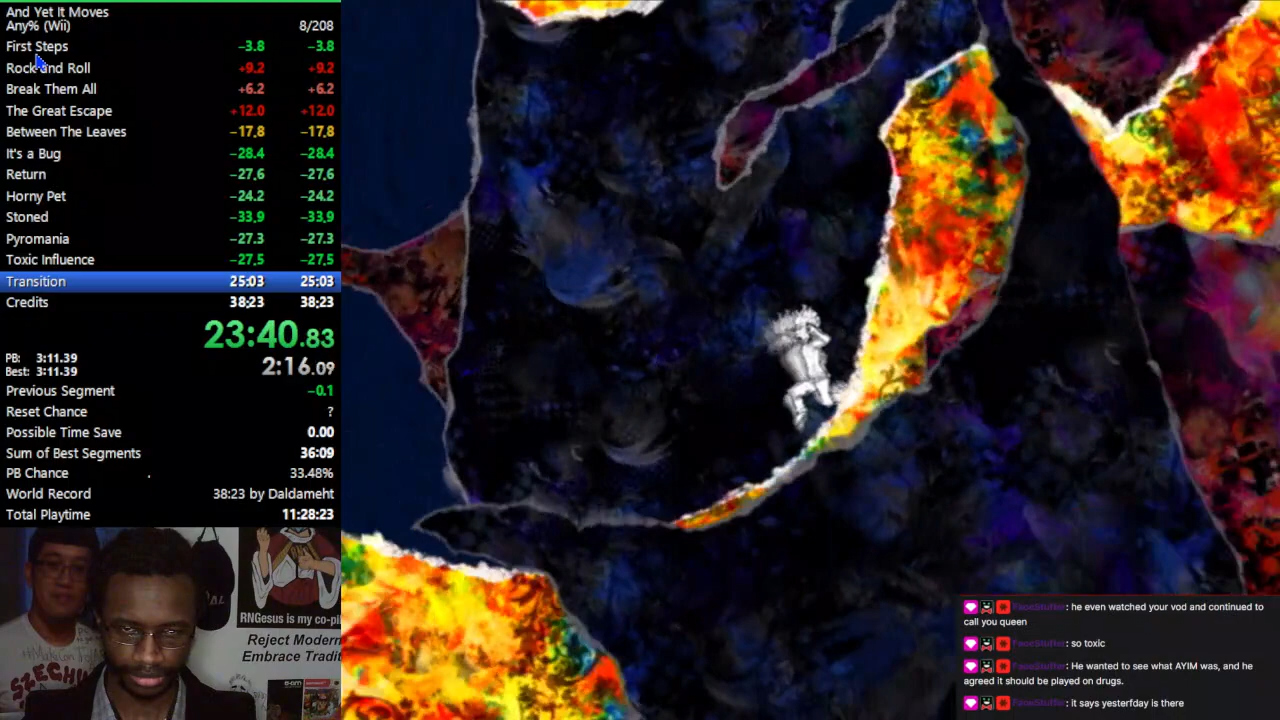 And Yet It Moves
Any% (Wii) 8/208
First Steps -3.8 -3.8
Rock and Roll +9.2 +9.2
Break Them All +6.2 +6.2
The Great Escape +12.0 +12.0
Between The Leaves -17.8 -17.8
It's a Bug -28.4 -28.4
Return -27.6 -27.6
Horny Pet -24.2 -24.2
Stoned -33.9 -33.9
Pyromania -27.3 -27.3
Toxic Influence -27.5 -27.5
Transition 25:03 25:03
Credits 38:23 38:23
23:40.83
PB: 3:11.39
Best: 3:11.39
2:16.09
Previous Segment -0.1
Reset Chance ?
Possible Time Save 0.00
Sum of Best Segments 36:09
PB Chance 33.48%
World Record 38:23 by Daldameht
Total Playtime 11:28:23
RNGesus is my co-pi
Reject Modern
Embrace Tradit
FaceStuffer: he even watched your vod and continued to
call you queen
FaceStuffer: so toxic
FaceStuffer: He wanted to see what AYIM was, and he
agreed it should be played on drugs.
FaceStuffer: it says yesterfday is there